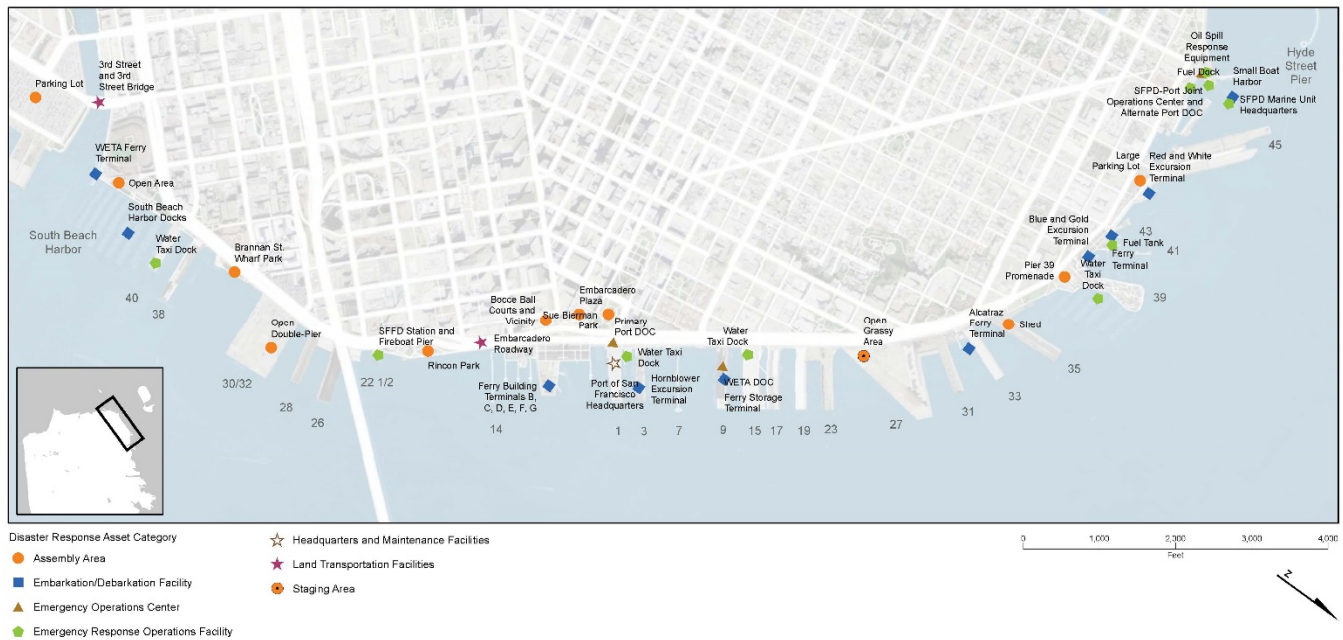 Oil Spill
Response
Equipment
Hyde
Street
Pier
Fuel Dock
Small Boat
Harbor
SFPD-Port Joint
Operations Center and
Alternate Port DOC
SFPD Marine Unit
Headquarters
45
3rd Street
and 3rd
Street Bridge
Parking Lot
WETA Ferry
Terminal
Open Area
South Beach
Harbor Docks
South Beach
Harbor
Water
Taxi Dock
40
38
Brannan St.
Wharf Park
Open
Double-Pier
30/32
28
26
SFFD Station and
Fireboat Pier
22 1/2
Rincon Park
Embarcadero
Roadway
14
Bocce Ball
Courts and
Vicinity
Sue Bierman
Park
Embarcadero
Plaza
Primary
Port DOC
Ferry Building
Terminals B,
C, D, E, F, G
Port of San
Francisco
Headquarters
Water Taxi
Dock
Hornblower
Excursion
Terminal
1
3
7
Water
Taxi Dock
WETA DOC
Ferry Storage
Terminal
9
15
17
19
23
Open
Grassy
Area
27
Alcatraz
Ferry
Terminal
31
Shed
33
35
Pier 39
Promenade
Water
Taxi
Dock
39
Blue and Gold
Excursion
Terminal
Fuel Tank
Ferry
Terminal
43
41
Large
Parking Lot
Red and White
Excursion
Terminal
Disaster Response Asset Category
Assembly Area
Embarkation/Debarkation Facility
Emergency Operations Center
Emergency Response Operations Facility
Headquarters and Maintenance Facilities
Land Transportation Facilities
Staging Area
0 1,000 2,000 3,000 4,000
Feet
N